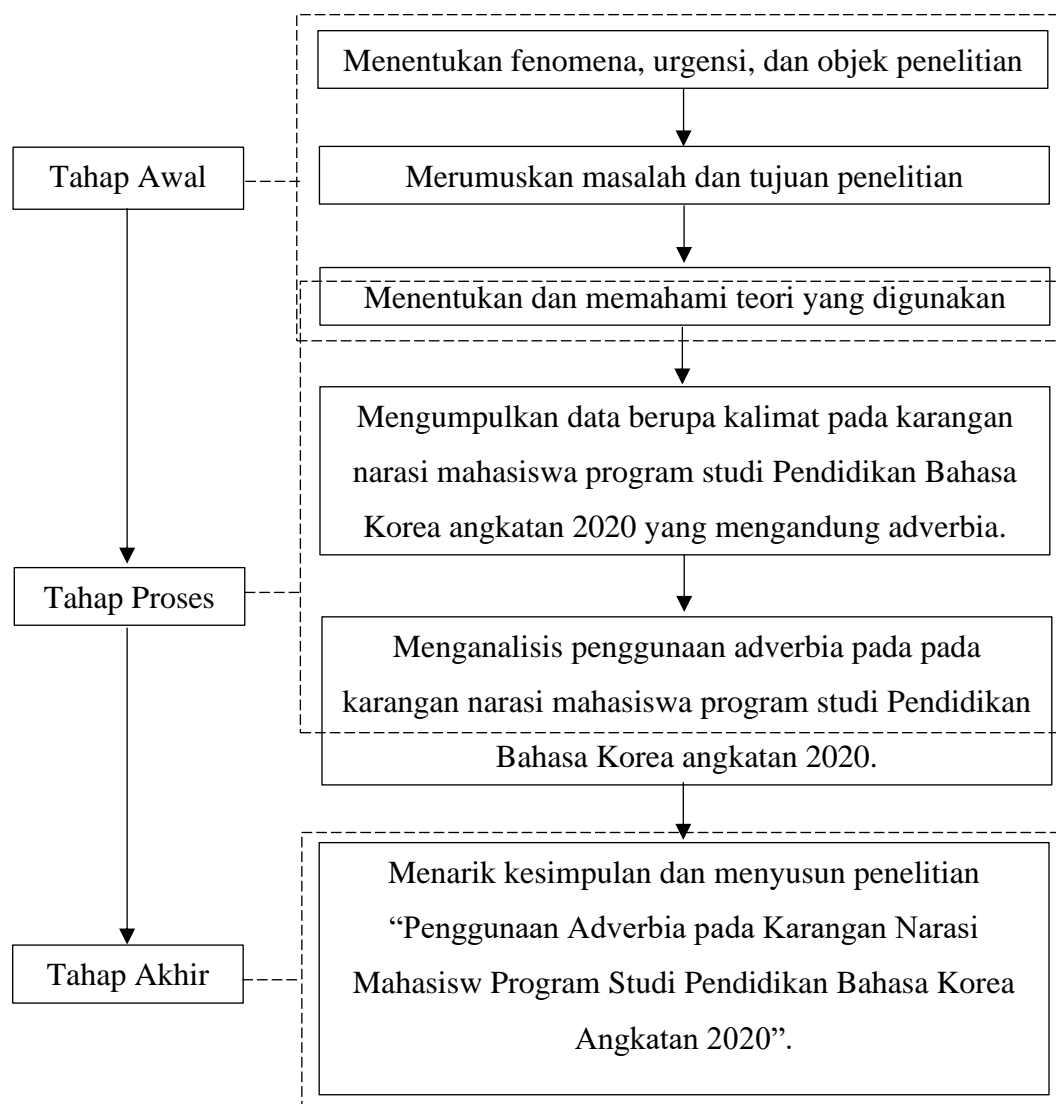 Menentukan fenomena, urgensi, dan objek penelitian
Tahap Awal
Merumuskan masalah dan tujuan penelitian
Menentukan dan memahami teori yang digunakan
Mengumpulkan data berupa kalimat pada karangan
narasi mahasiswa program studi Pendidikan Bahasa
Korea angkatan 2020 yang mengandung adverbia.
Tahap Proses
Menganalisis penggunaan adverbia pada pada
karangan narasi mahasiswa program studi Pendidikan
Bahasa Korea angkatan 2020.
Menarik kesimpulan dan menyusun penelitian
“Penggunaan Adverbia pada Karangan Narasi
Mahasisw Program Studi Pendidikan Bahasa Korea
Angkatan 2020”.
Tahap Akhir